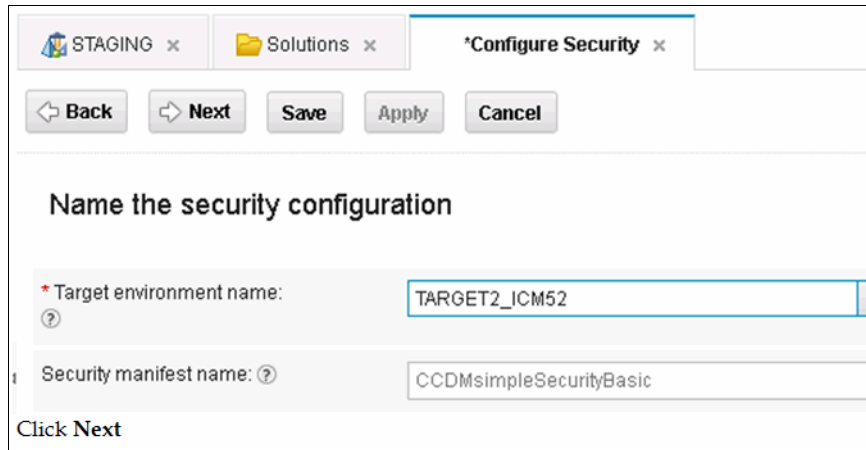 STAGING × Solutions × *Configure Security ×
Back Next Save Apply Cancel
Name the security configuration
* Target environment name: TARGET2_ICM52
?
Security manifest name: ? CCDMsimpleSecurityBasic
Click Next